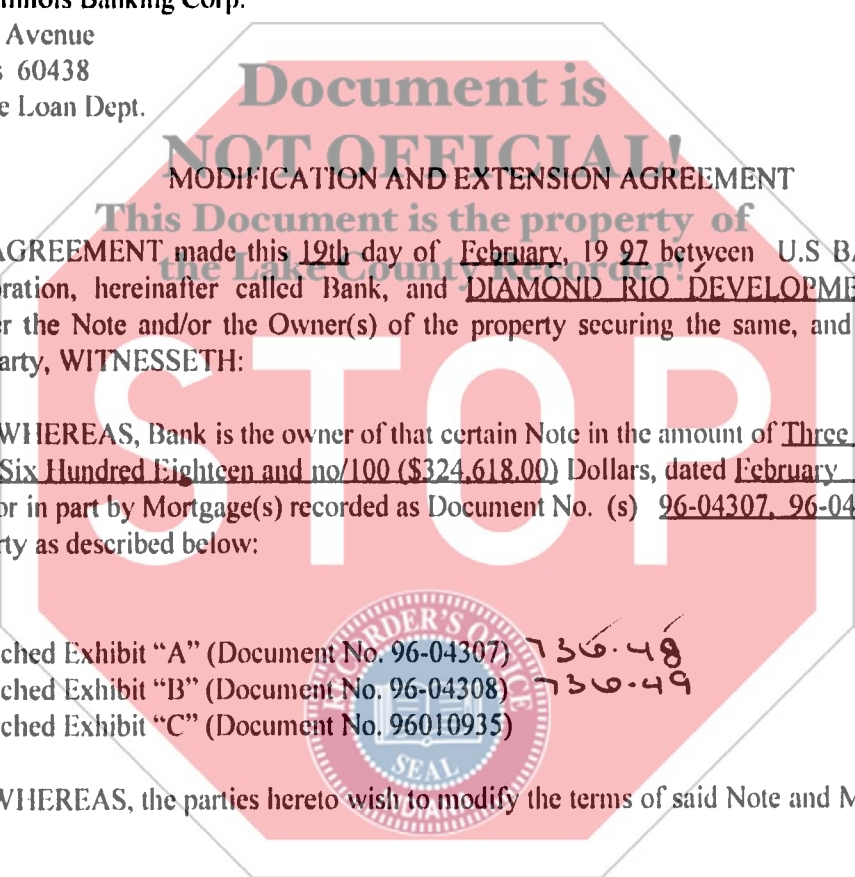 Illinois Banking Corp.
Avenue
60438
Loan Dept.
Document is
NOT OFFICIAL!
MODIFICATION AND EXTENSION AGREEMENT
This Document is the property of
the Lake County Recorder!
AGREEMENT made this 19th day of February, 19 97 between U.S
hereinafter called Bank, and DIAMOND RIO
the Note and/or the Owner(s) of the property securing the same, and
WITNESSETH:
STOP
WHEREAS, Bank is the owner of that certain Note in the amount of Three
Six Hundred Eighteen and no/100 ($324,618.00) Dollars, dated February
or in part by Mortgage(s) recorded as Document No. (s) 96-04307, 96-04
as described below:
ched Exhibit “A” (Document No. 96-04307) 736-48
ched Exhibit “B” (Document No. 96-04308) 736-49
ched Exhibit “C” (Document No. 96010935)
RECORDER'S OFFICE
SEAL
INDIANA
WHEREAS, the parties hereto wish to modify the terms of said Note and M